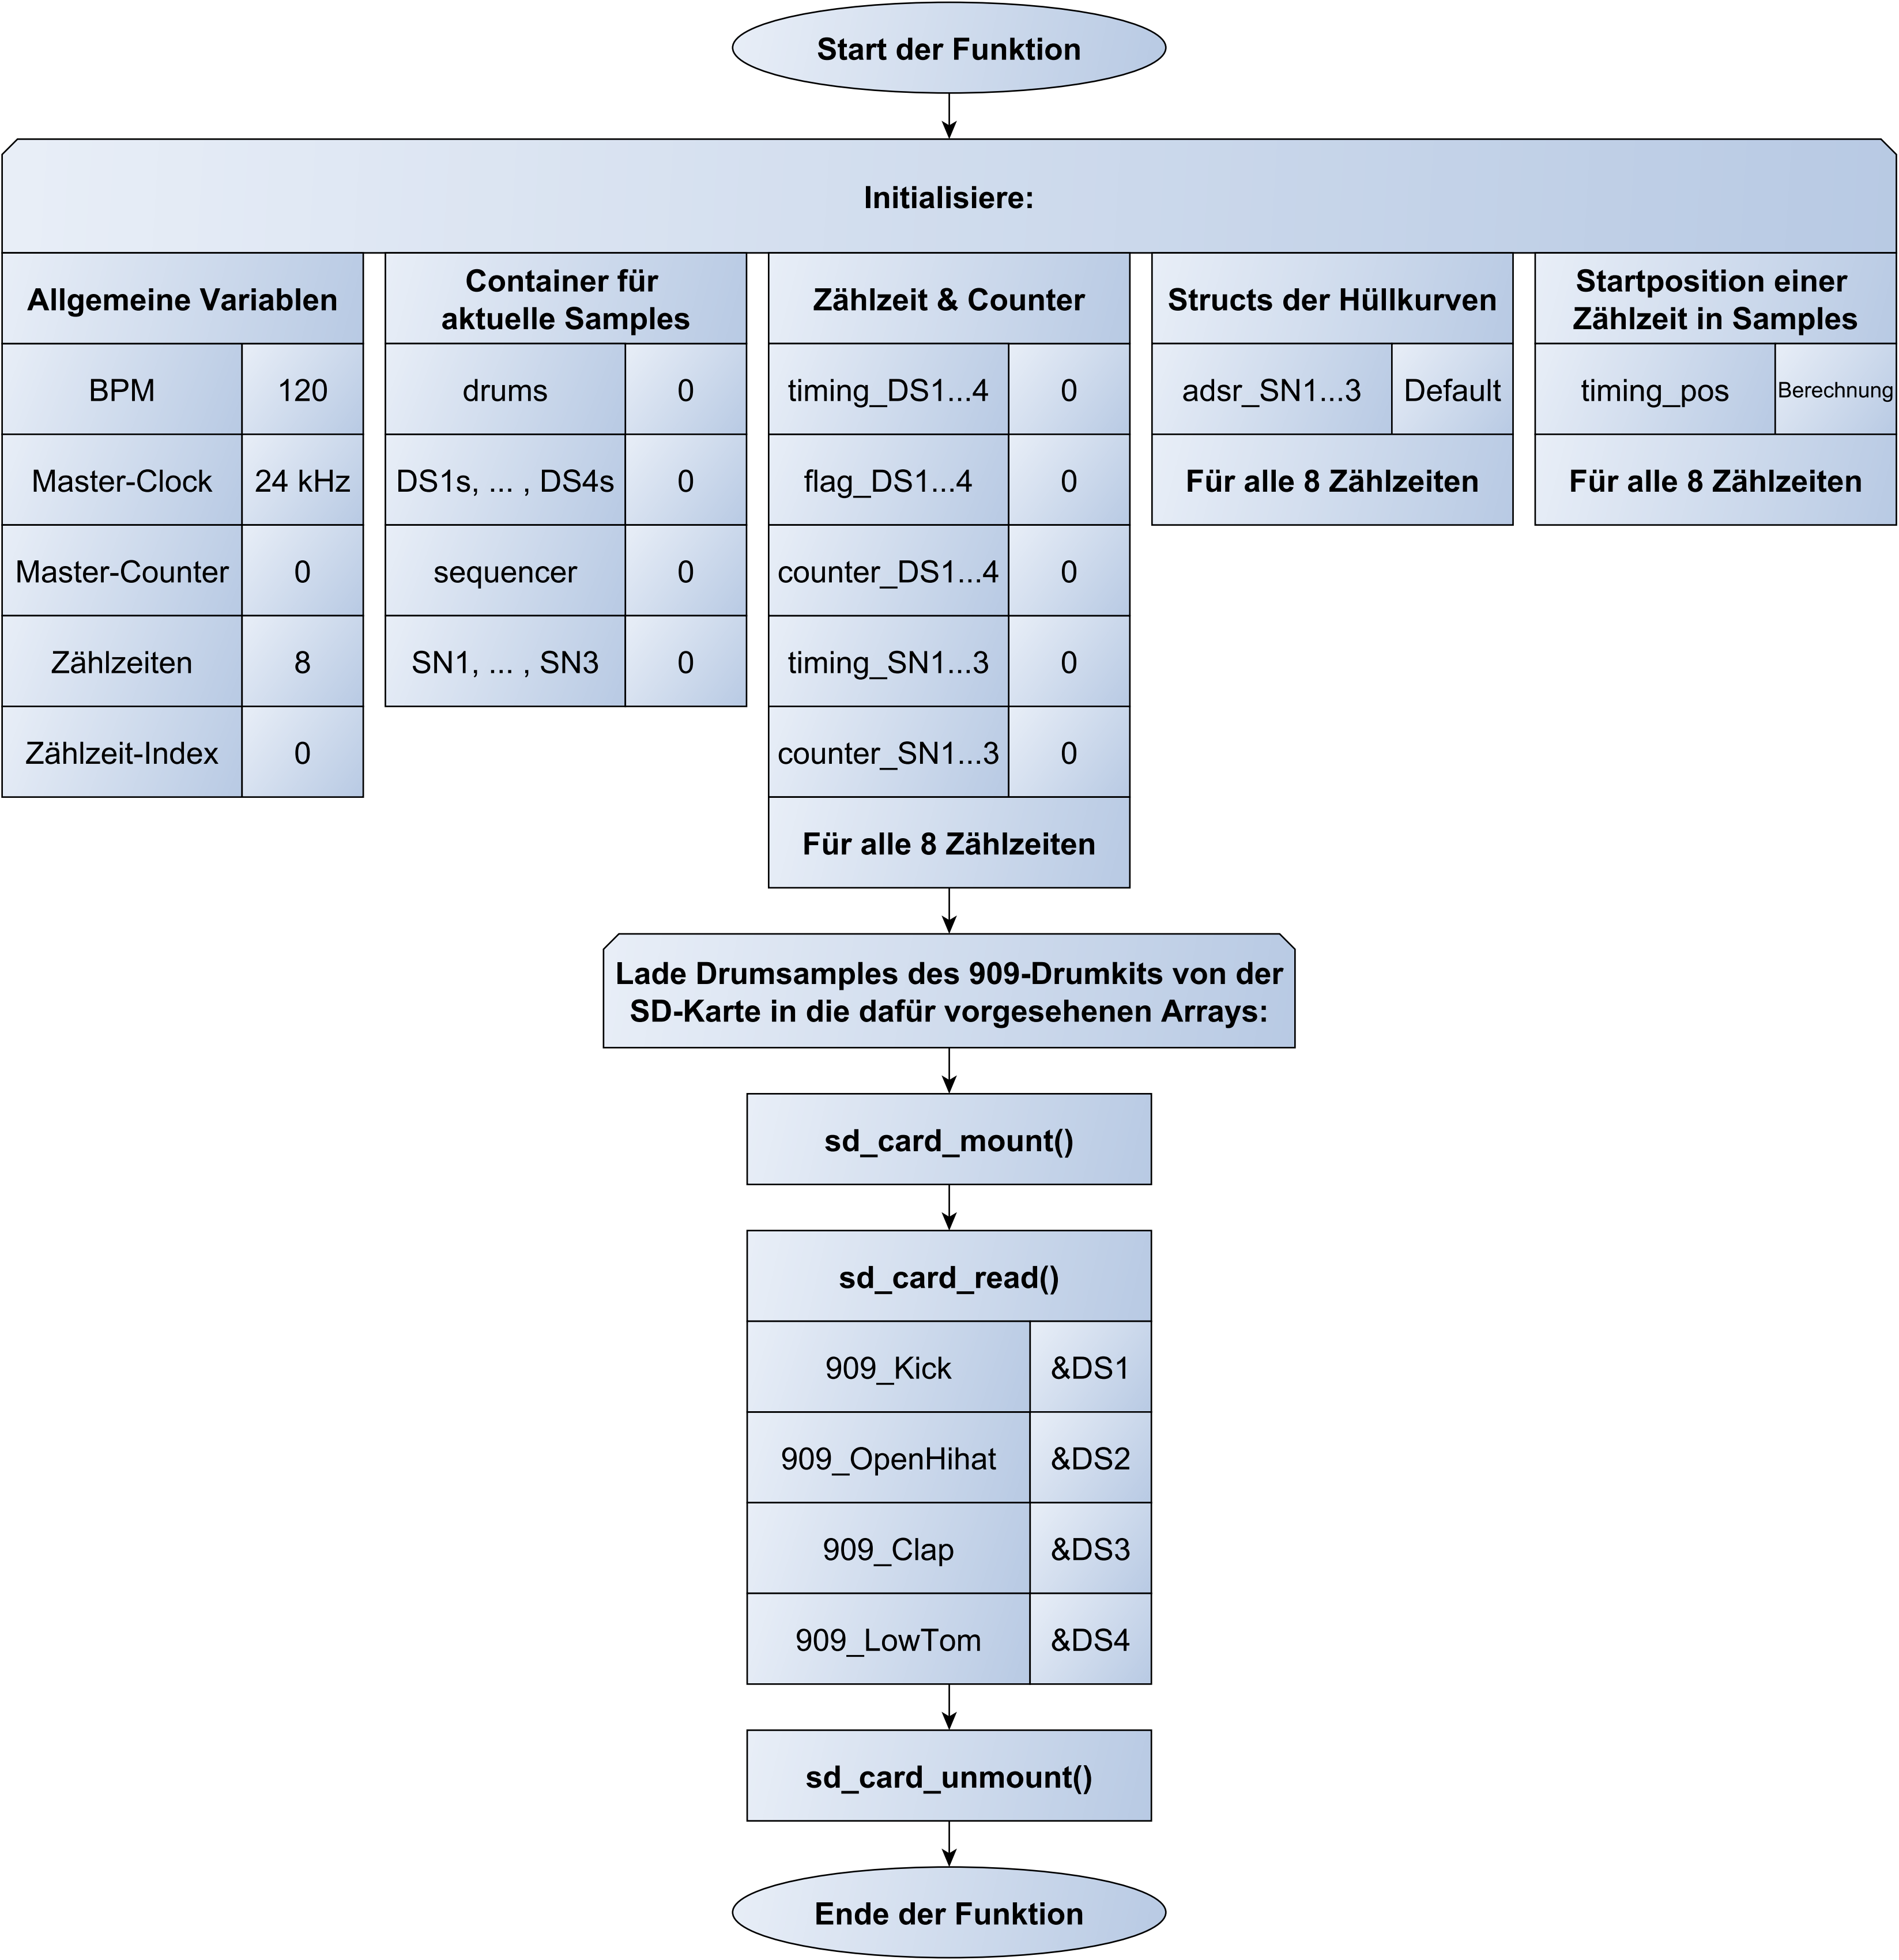 Start der Funktion
Initialisiere:
Allgemeine Variablen
BPM 120
Master-Clock 24 kHz
Master-Counter 0
Zählzeiten 8
Zählzeit-Index 0
Container für
aktuelle Samples
drums 0
DS1s, ... , DS4s 0
sequencer 0
SN1, ... , SN3 0
Zählzeit & Counter
timing_DS1...4 0
flag_DS1...4 0
counter_DS1...4 0
timing_SN1...3 0
counter_SN1...3 0
Für alle 8 Zählzeiten
Structs der Hüllkurven
adsr_SN1...3 Default
Für alle 8 Zählzeiten
Startposition einer
Zählzeit in Samples
timing_pos Berechnung
Für alle 8 Zählzeiten
Lade Drumsamples des 909-Drumkits von der
SD-Karte in die dafür vorgesehenen Arrays:
sd_card_mount()
sd_card_read()
909_Kick &DS1
909_OpenHihat &DS2
909_Clap &DS3
909_LowTom &DS4
sd_card_unmount()
Ende der Funktion